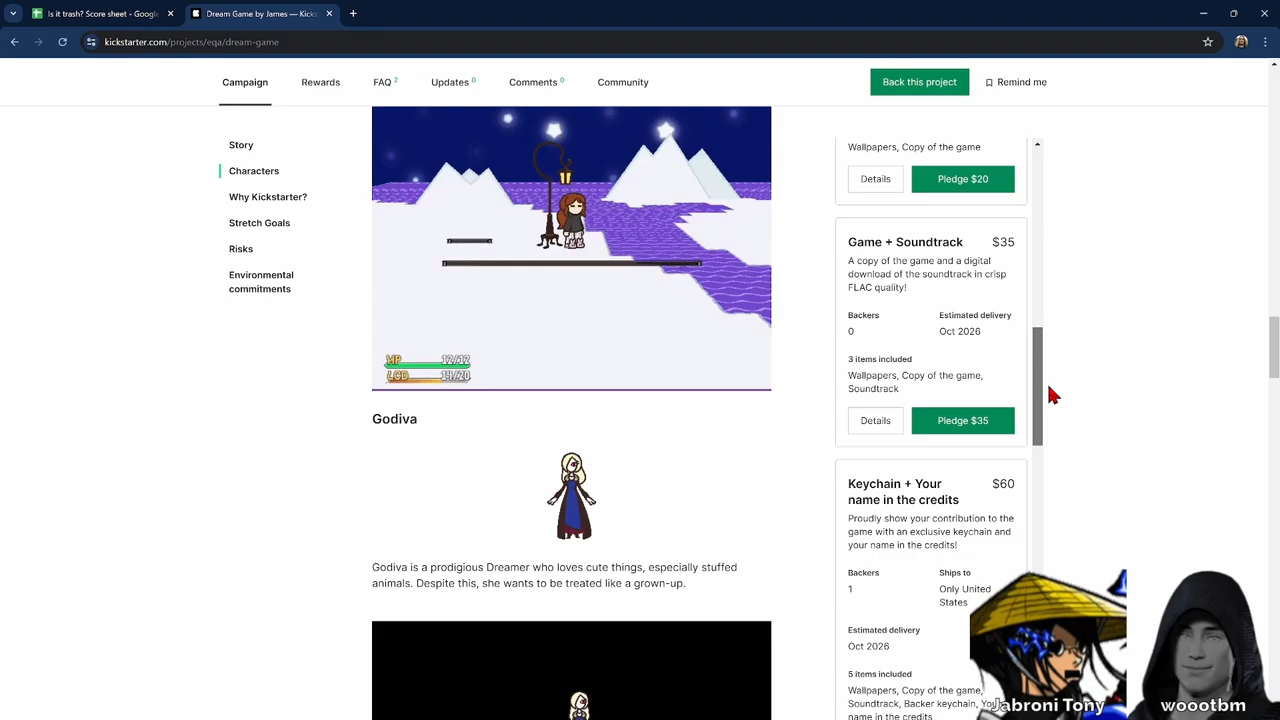 Is it trash? Score sheet - Google
Dream Game by James — Kicks
kickstarter.com/projects/eqa/dream-game
Campaign
Rewards
FAQ 2
Updates 0
Comments 0
Community
Back this project
Remind me
Story
Characters
Why Kickstarter?
Stretch Goals
Risks
Environmental
commitments
MP 12/12
LCD 14/20
Godiva
Godiva is a prodigious Dreamer who loves cute things, especially stuffed
animals. Despite this, she wants to be treated like a grown-up.
Wallpapers, Copy of the game
Details
Pledge $20
Game + Soundtrack $35
A copy of the game and a digital
download of the soundtrack in crisp
FLAC quality!
Backers
0
Estimated delivery
Oct 2026
3 items included
Wallpapers, Copy of the game,
Soundtrack
Details
Pledge $35
Keychain + Your
name in the credits
$60
Proudly show your contribution to the
game with an exclusive keychain and
your name in the credits!
Backers
1
Ships to
Only United
States
Estimated delivery
Oct 2026
5 items included
Wallpapers, Copy of the game,
Soundtrack, Backer keychain, You
name in the credits
Jabroni Tony
woootbm